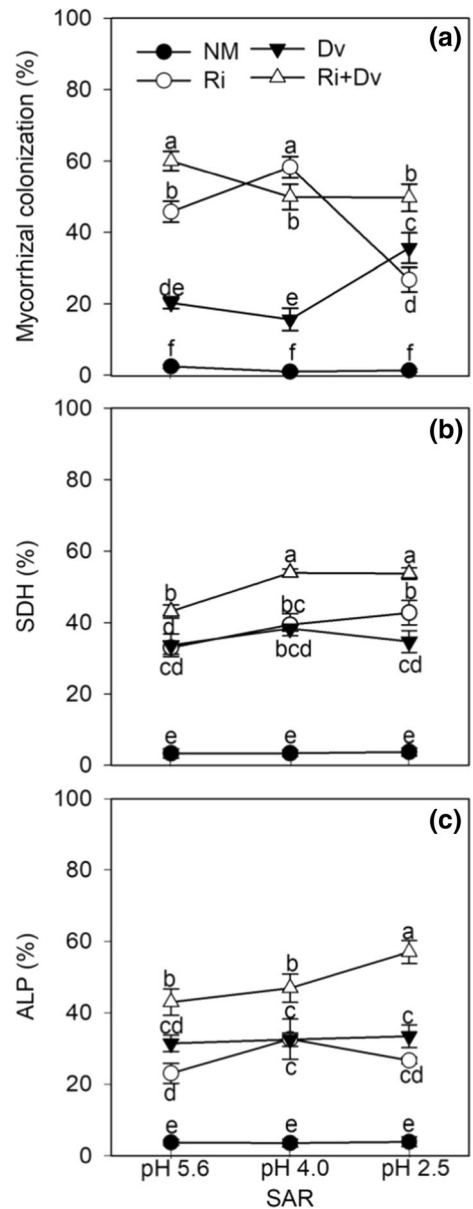 100
80
60
40
20
0
Mycorrhizal colonization (%)
(a)
NM
Dv
Ri
Ri+Dv
a
a
b
b
b
c
de
e
d
f
f
f
100
80
60
40
20
0
SDH (%)
(b)
a
a
b
bc
b
d
cd
bcd
cd
e
e
e
100
80
60
40
20
0
ALP (%)
(c)
a
b
b
cd
c
c
d
c
cd
e
e
e
pH 5.6
pH 4.0
pH 2.5
SAR